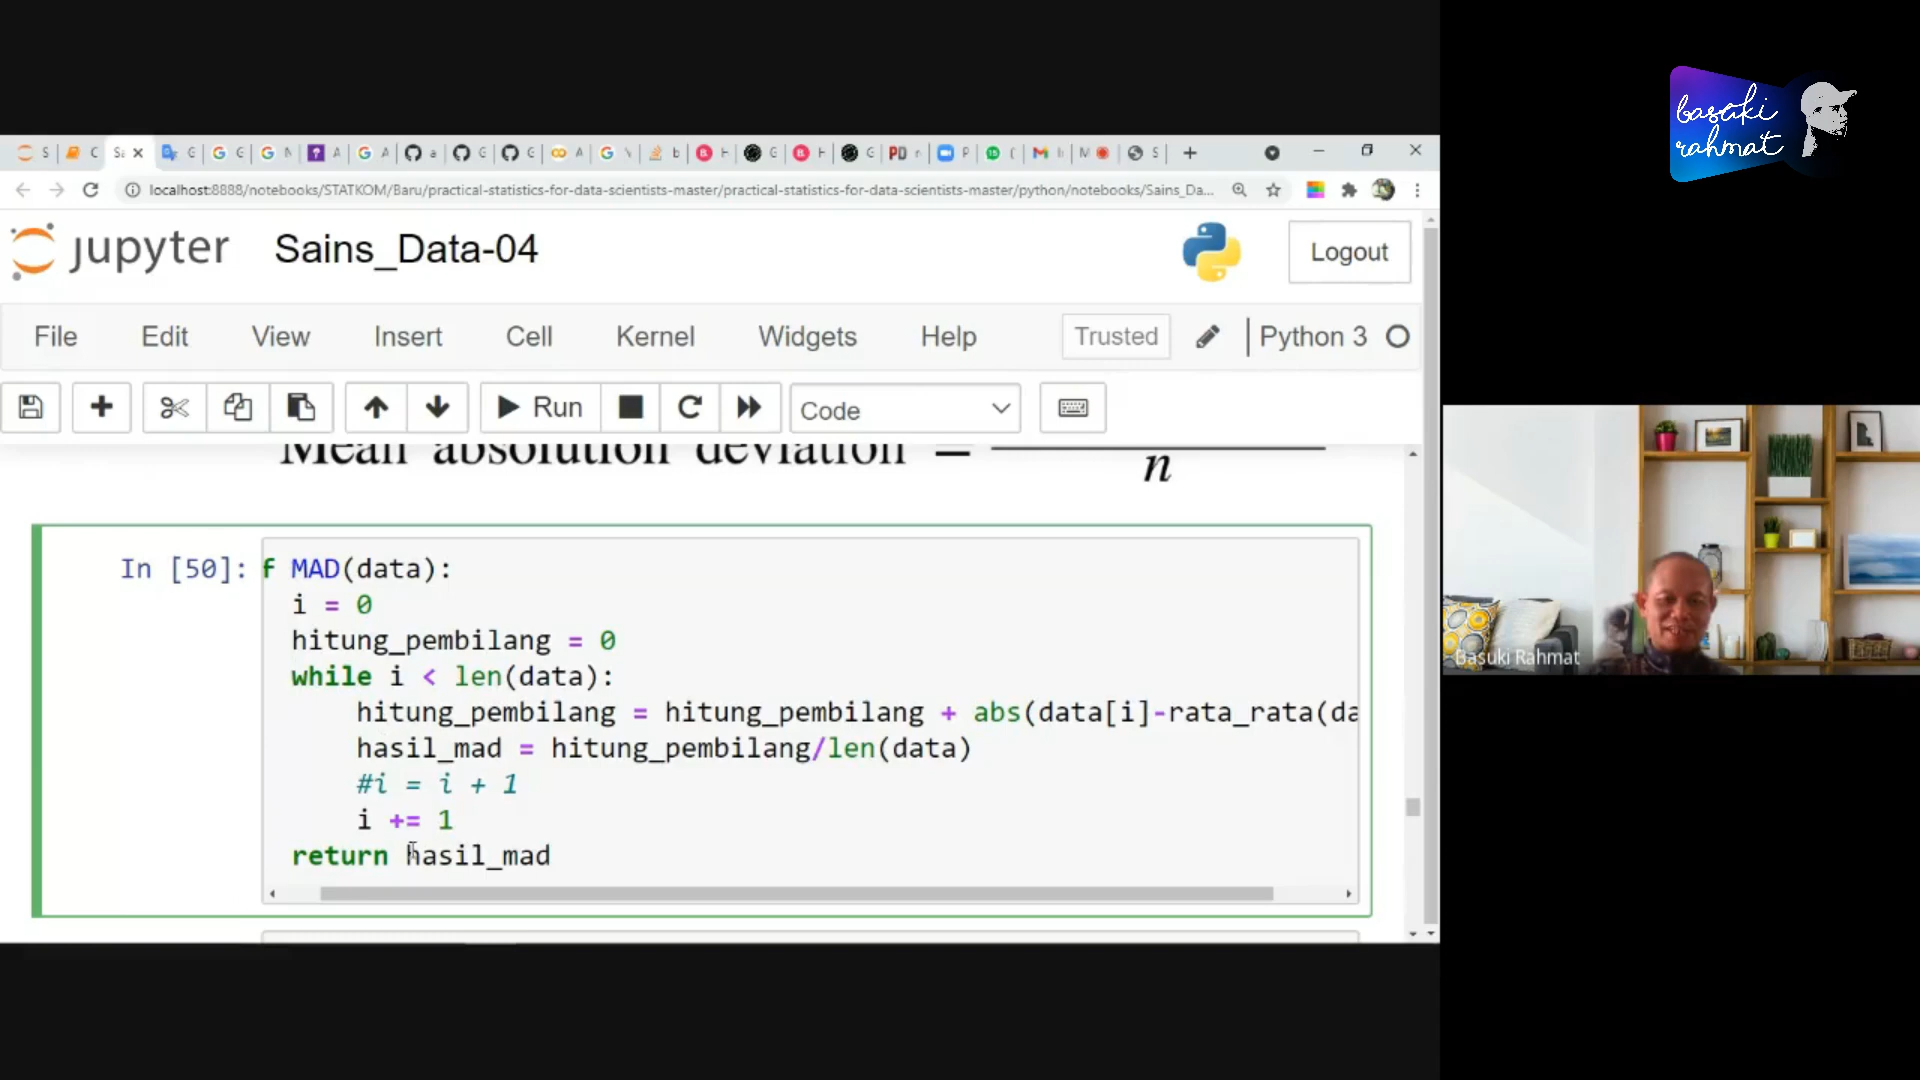 basuki
rahmat
localhost:8888/notebooks/STATKOM/Baru/practical-statistics-for-data-scientists-master/practical-statistics-for-data-scientists-master/python/notebooks/Sains_Da...
jupyter Sains_Data-04
Logout
File Edit View Insert Cell Kernel Widgets Help Trusted Python 3
Run Code
Mean absolution deviation =
n
In [50]: f MAD(data):
i = 0
hitung_pembilang = 0
while i < len(data):
hitung_pembilang = hitung_pembilang + abs(data[i]-rata_rata(da
hasil_mad = hitung_pembilang/len(data)
#i = i + 1
i += 1
return hasil_mad
Basuki Rahmat